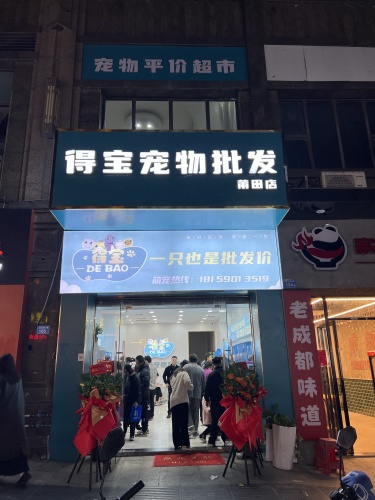 宠物平价超市
得宝宠物批发
莆田店
得宝
DE BAO
一只也是批发价
萌宠热线：181 5901 3519
老成都味道